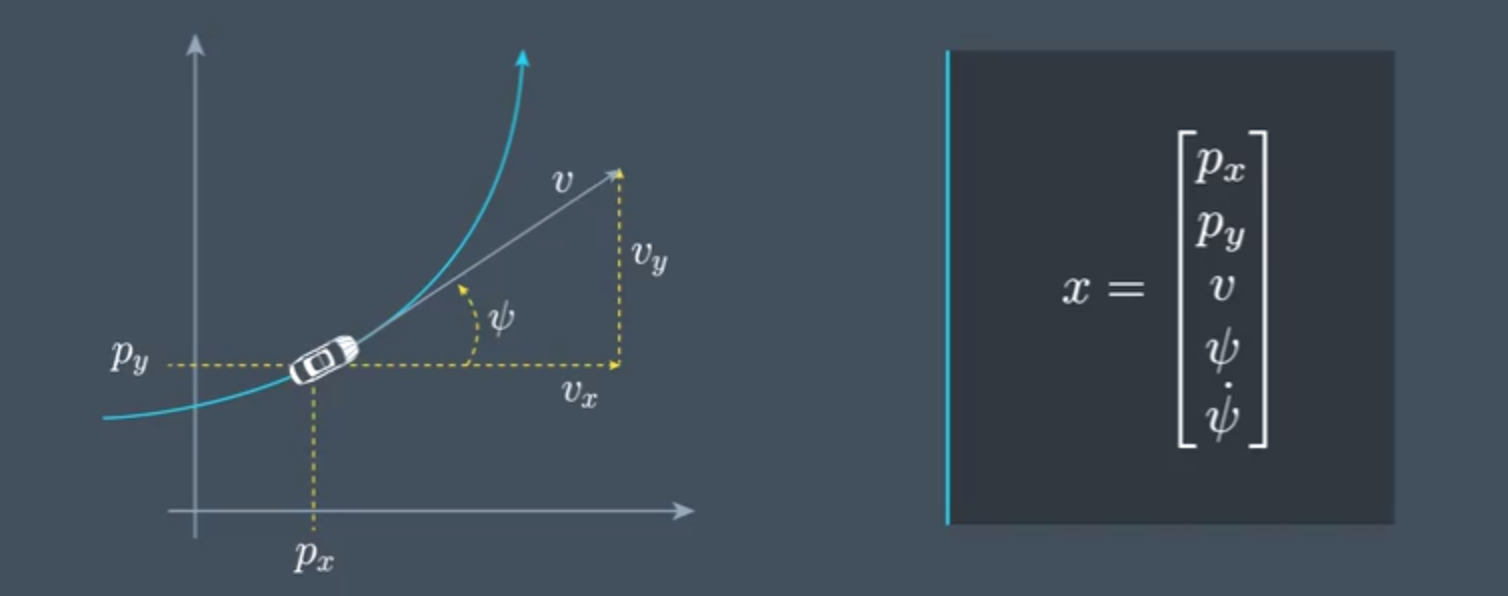 v
v_y
ψ
p_y
v_x
p_x
x = [p_x
p_y
v
ψ
ψ̇]